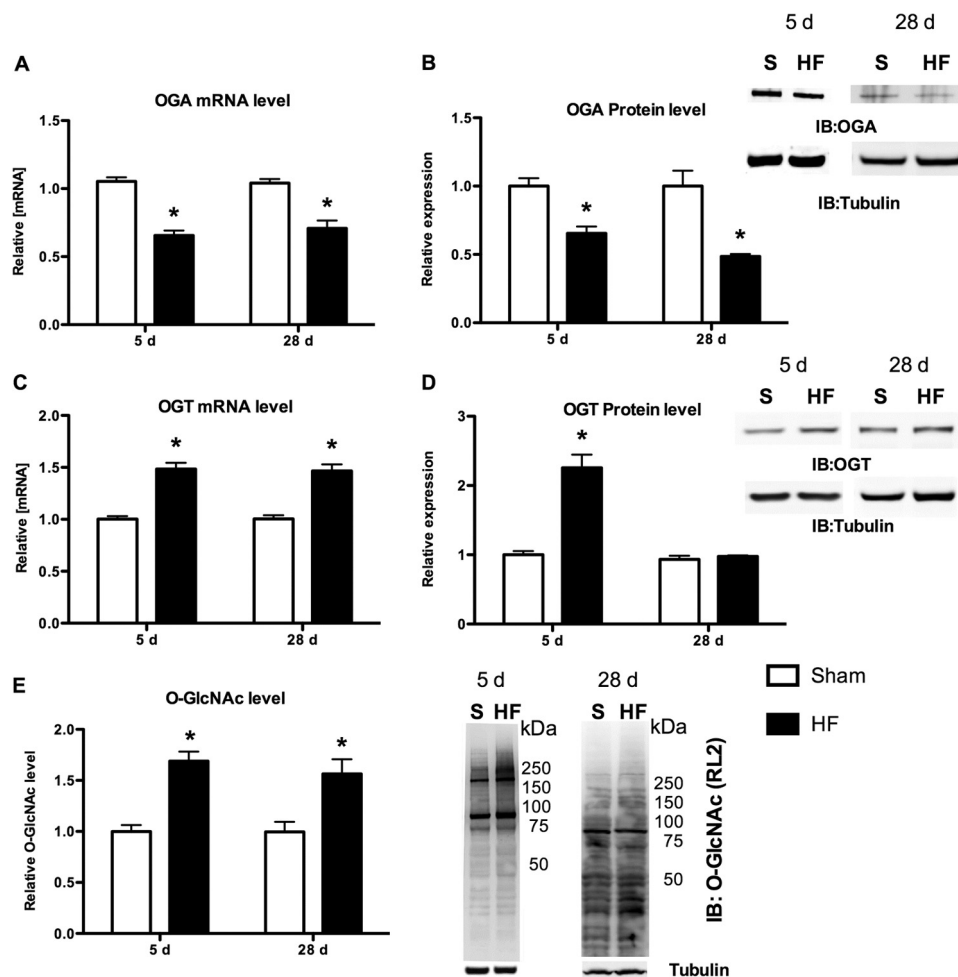 A
OGA mRNA level
Relative [mRNA]
1.5
1.0
0.5
0.0
*
*
5 d
28 d
B
OGA Protein level
Relative expression
1.5
1.0
0.5
0.0
*
*
5 d
28 d
5 d
28 d
S HF
S HF
IB:OGA
IB:Tubulin
C
OGT mRNA level
Relative [mRNA]
2.0
1.5
1.0
0.5
0.0
*
*
5 d
28 d
D
OGT Protein level
Relative expression
3
2
1
0
*
5 d
28 d
5 d
28 d
S HF
S HF
IB:OGT
IB:Tubulin
E
O-GlcNAc level
Relative O-GlcNAc level
2.0
1.5
1.0
0.5
0.0
*
*
5 d
28 d
5 d
28 d
S HF
S HF
kDa
250
150
100
75
50
kDa
250
150
100
75
50
IB: O-GlcNAc (RL2)
Tubulin
Sham
HF